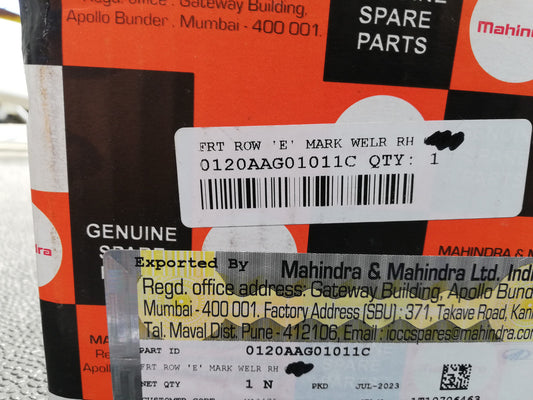 Regd. office : Gateway Building,
Apollo Bunder . Mumbai - 400 001.
SPARE
PARTS
Mahindra
FRT ROW 'E' MARK WELR RH
0120AAG01011C QTY: 1
GENUINE
SPARE
MAHINDRA &
Exported By Mahindra & Mahindra Ltd,
Regd. office address: Gateway Building, Apollo
Mumbai - 400 001. Factory Address (SBU) : 371, Takave Road,
Tal. Maval Dist. Pune - 412106, Email : ioccspares@mahindra.com
PART ID 0120AAG01011C
FRT ROW 'E' MARK WELR RH
NET QTY 1 N PKD JUL-2023
CUSTOMER CODE